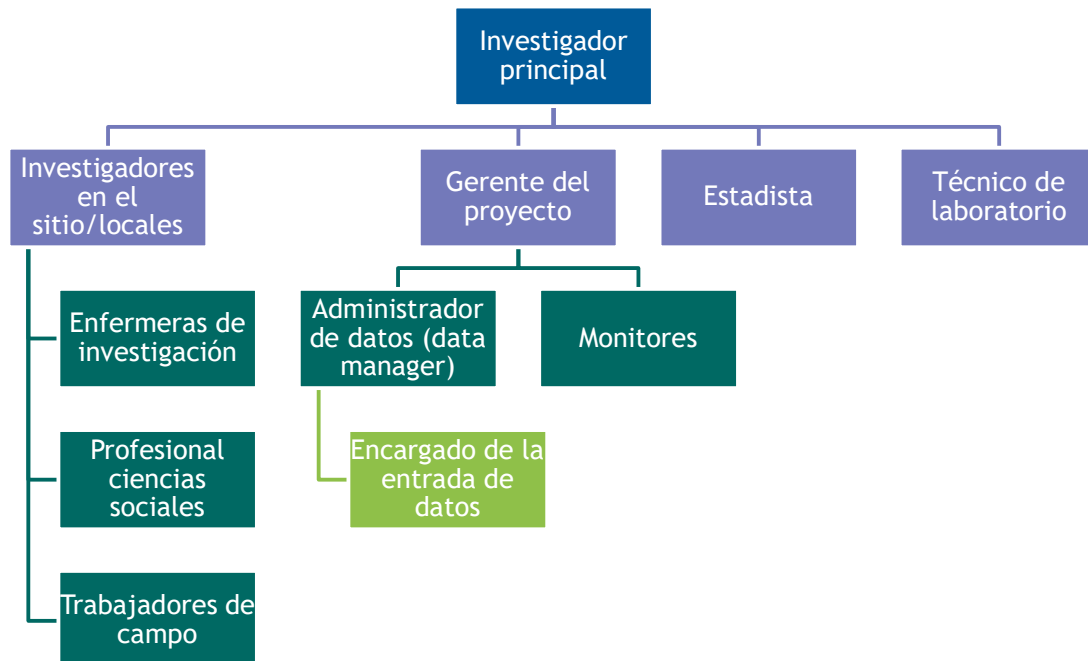 Investigador
principal
Investigadores
en el
sitio/locales
Gerente del
proyecto
Estadista
Técnico de
laboratorio
Enfermeras de
investigación
Profesional
ciencias
sociales
Trabajadores de
campo
Administrador
de datos (data
manager)
Monitores
Encargado de la
entrada de
datos